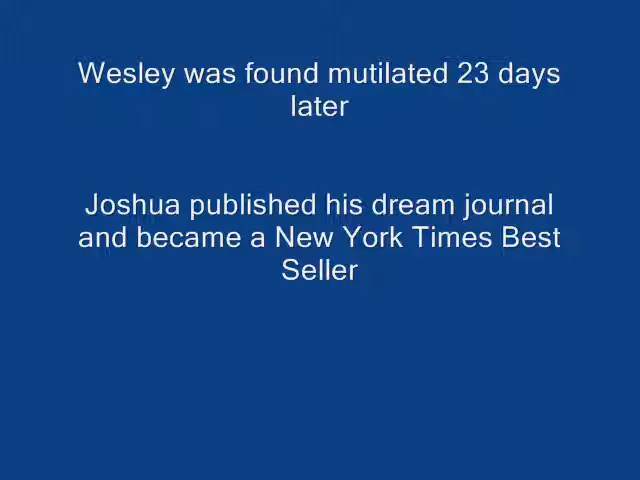 Wesley was found mutilated 23 days
later
Joshua published his dream journal
and became a New York Times Best
Seller